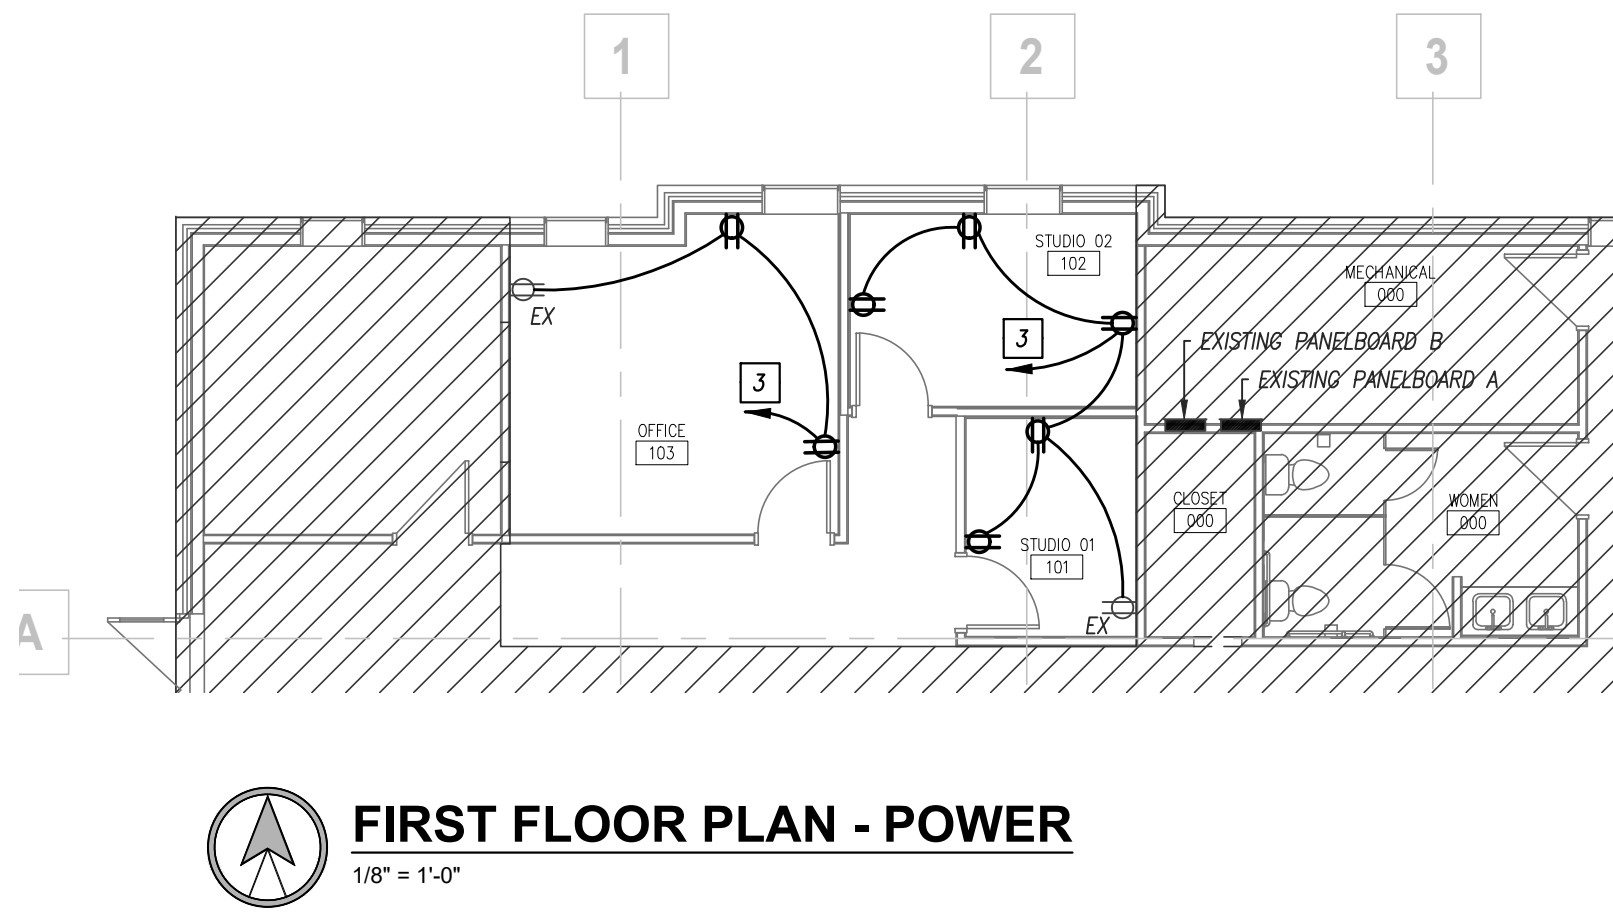 1
2
3
STUDIO 02
102
MECHANICAL
000
EX
3
EXISTING PANELBOARD B
EXISTING PANELBOARD A
3
OFFICE
103
CLOSET
000
WOMEN
000
STUDIO 01
101
EX
A
FIRST FLOOR PLAN - POWER
1/8" = 1'-0"